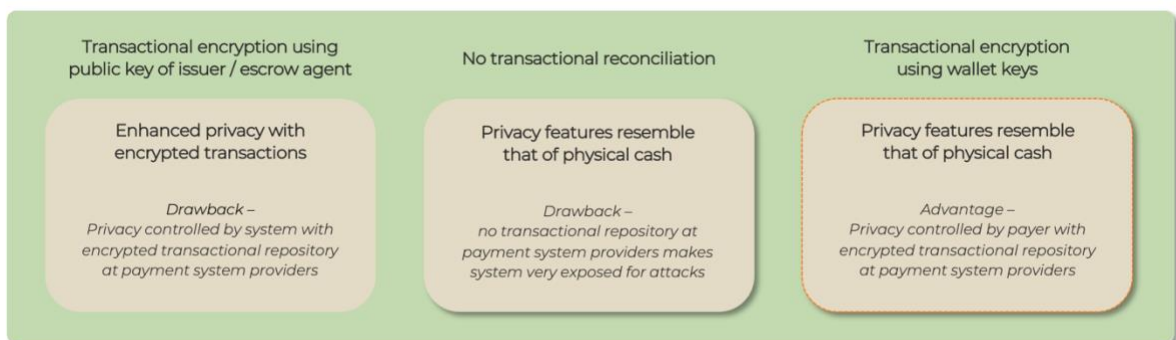 Transactional encryption using
public key of issuer / escrow agent
Enhanced privacy with
encrypted transactions
Drawback –
Privacy controlled by system with
encrypted transactional repository
at payment system providers
No transactional reconciliation
Privacy features resemble
that of physical cash
Drawback –
no transactional repository at
payment system providers makes
system very exposed for attacks
Transactional encryption
using wallet keys
Privacy features resemble
that of physical cash
Advantage –
Privacy controlled by payer with
encrypted transactional repository
at payment system providers